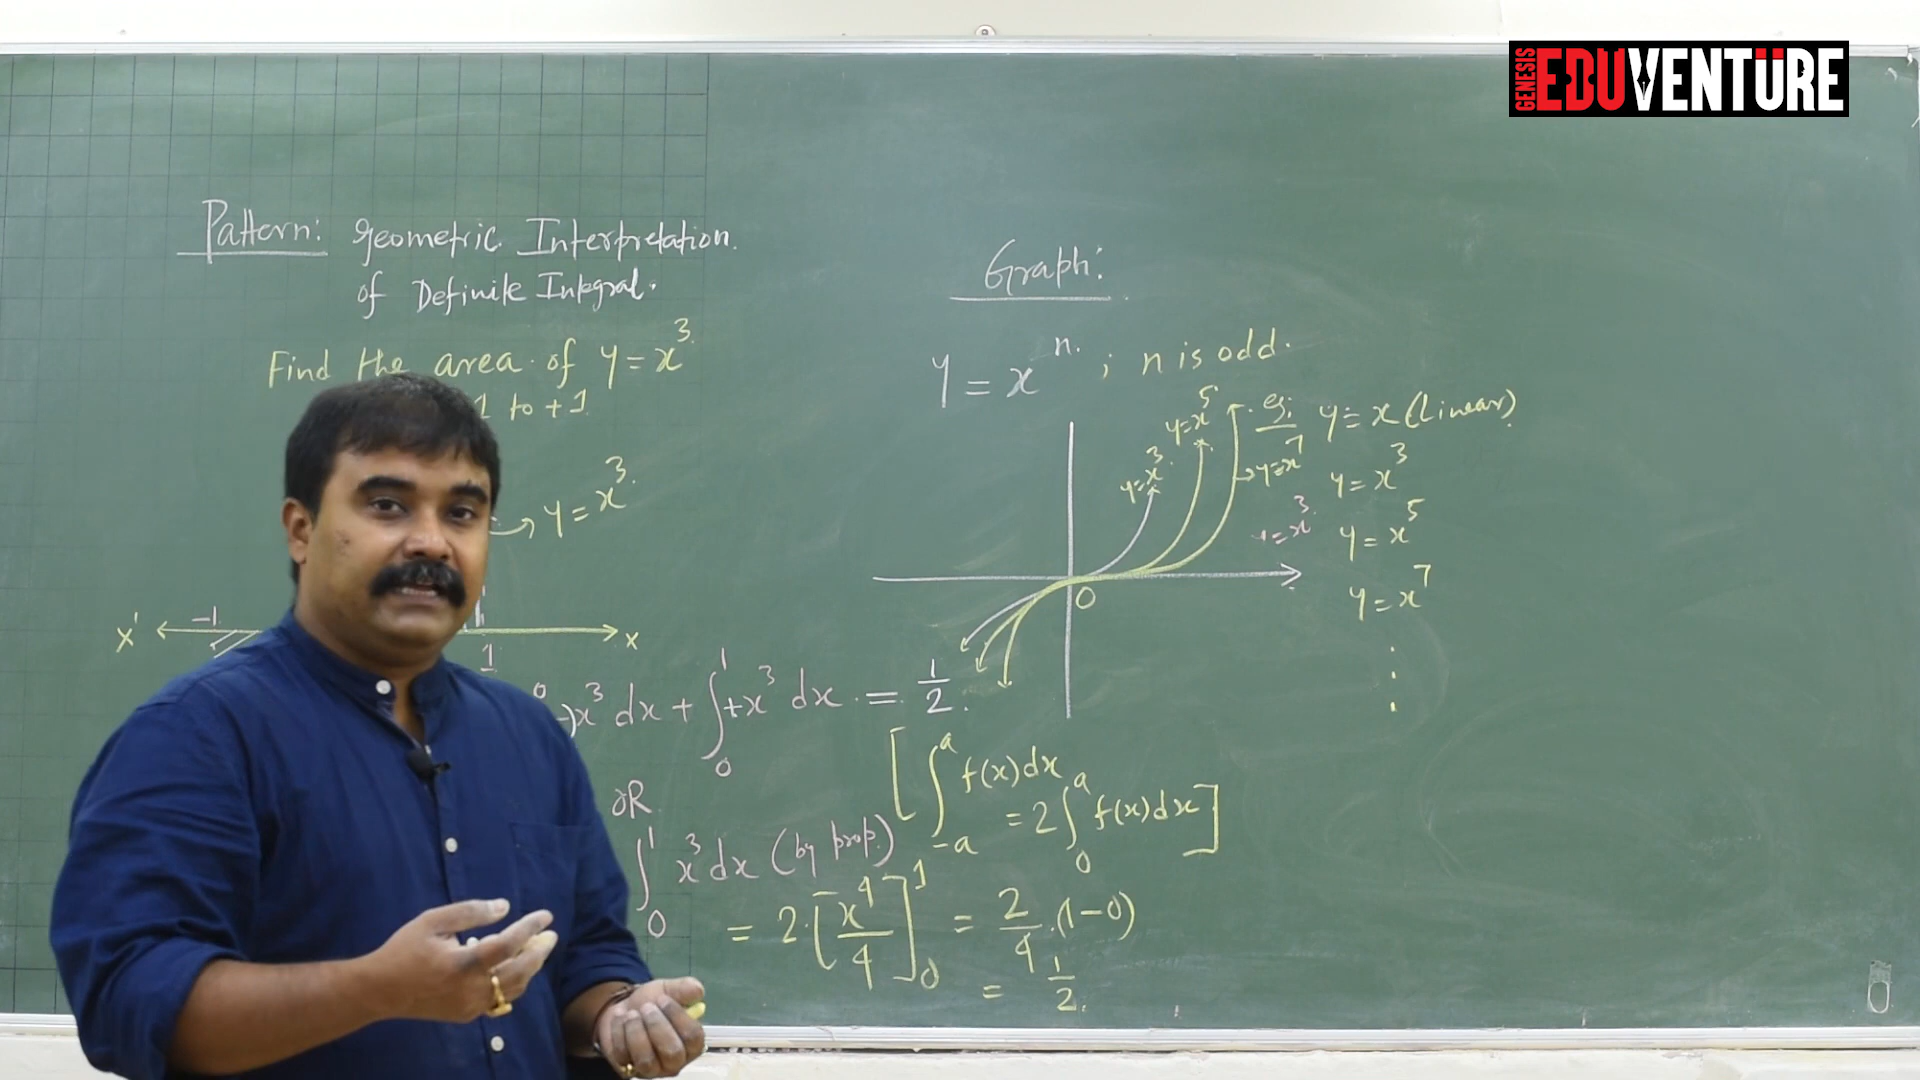 GENESIS EDUVENTURE
Pattern: Geometric Interpretation
of Definite Integral.
Find the area of y = x³
1 to +1
→ y = x³
X' -1 1 x
0
)x³ dx + ∫₀¹ +x³ dx = 1/2.
OR
∫₀¹ x³ dx (by prop.)
[∫₋ₐᵃ f(x)dx
= 2∫₀ᵃ f(x)dx]
= 2·[x⁴/4]₀¹ = 2/4·(1-0)
= 1/2.
Graph:
y = xⁿ ; n is odd.
y=x³ y=x⁵ →y=x⁷
0
eg: y = x (Linear)
y = x³
y=x³
y = x⁵
y = x⁷